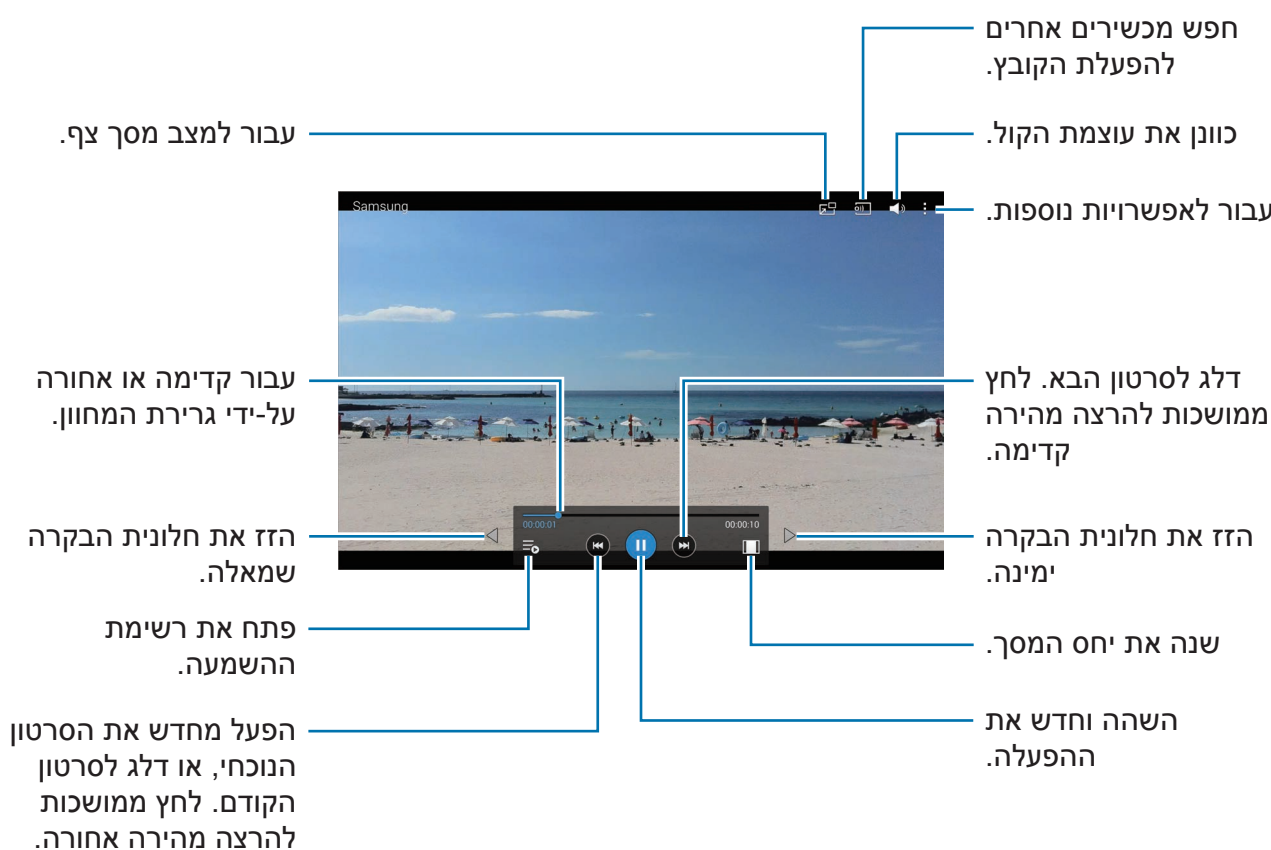 חפש מכשירים אחרים
להפעלת הקובץ.
כוונן את עוצמת הקול.
עבור למצב מסך צף.
עבור לאפשרויות נוספות.
Samsung
דלג לסרטון הבא. לחץ
ממושכות להרצה מהירה
קדימה.
עבור קדימה או אחורה
על-ידי גרירת המחוון.
00:00:01
00:00:10
הזז את חלונית הבקרה
ימינה.
הזז את חלונית הבקרה
שמאלה.
שנה את יחס המסך.
פתח את רשימת
ההשמעה.
השהה וחדש את
ההפעלה.
הפעל מחדש את הסרטון
הנוכחי, או דלג לסרטון
הקודם. לחץ ממושכות
להרצה מהירה אחורה.